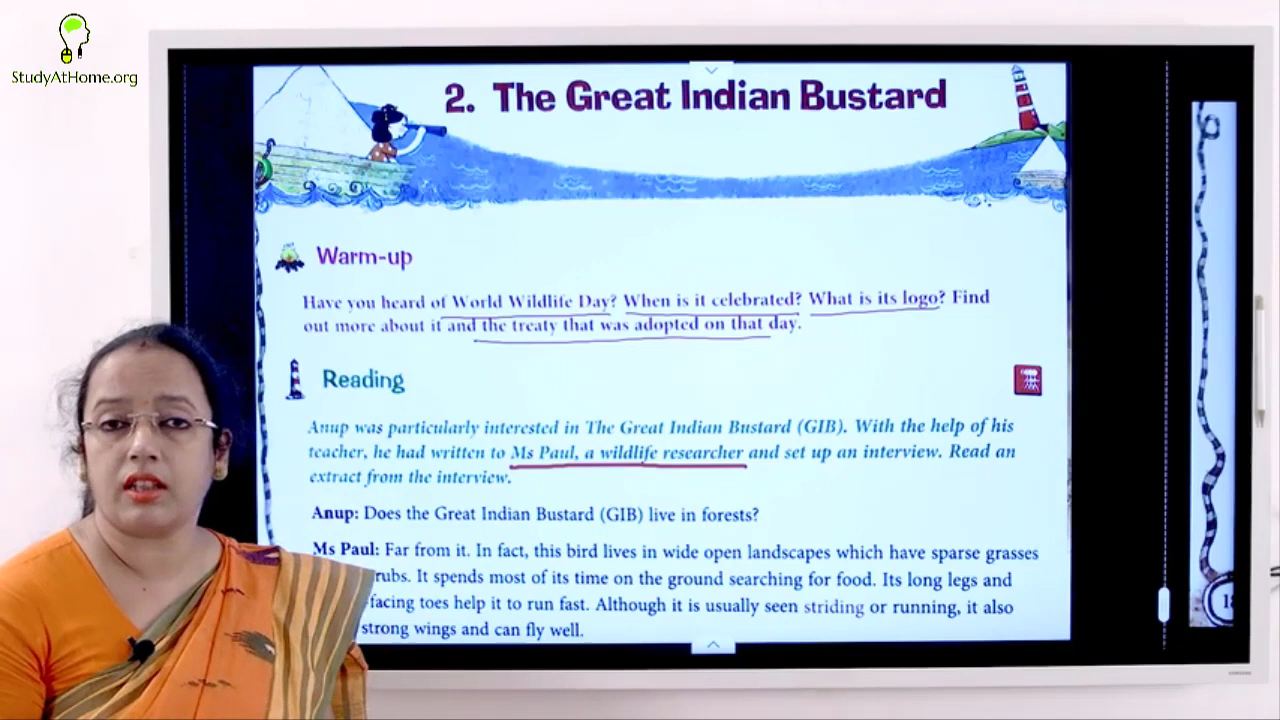 StudyAtHome.org
2. The Great Indian Bustard
Warm-up
Have you heard of World Wildlife Day? When is it celebrated? What is its logo? Find
out more about it and the treaty that was adopted on that day.
Reading
Anup was particularly interested in The Great Indian Bustard (GIB). With the help of his
teacher, he had written to Ms Paul, a wildlife researcher and set up an interview. Read an
extract from the interview.
Anup: Does the Great Indian Bustard (GIB) live in forests?
Ms Paul: Far from it. In fact, this bird lives in wide open landscapes which have sparse grasses
rubs. It spends most of its time on the ground searching for food. Its long legs and
facing toes help it to run fast. Although it is usually seen striding or running, it also
strong wings and can fly well.